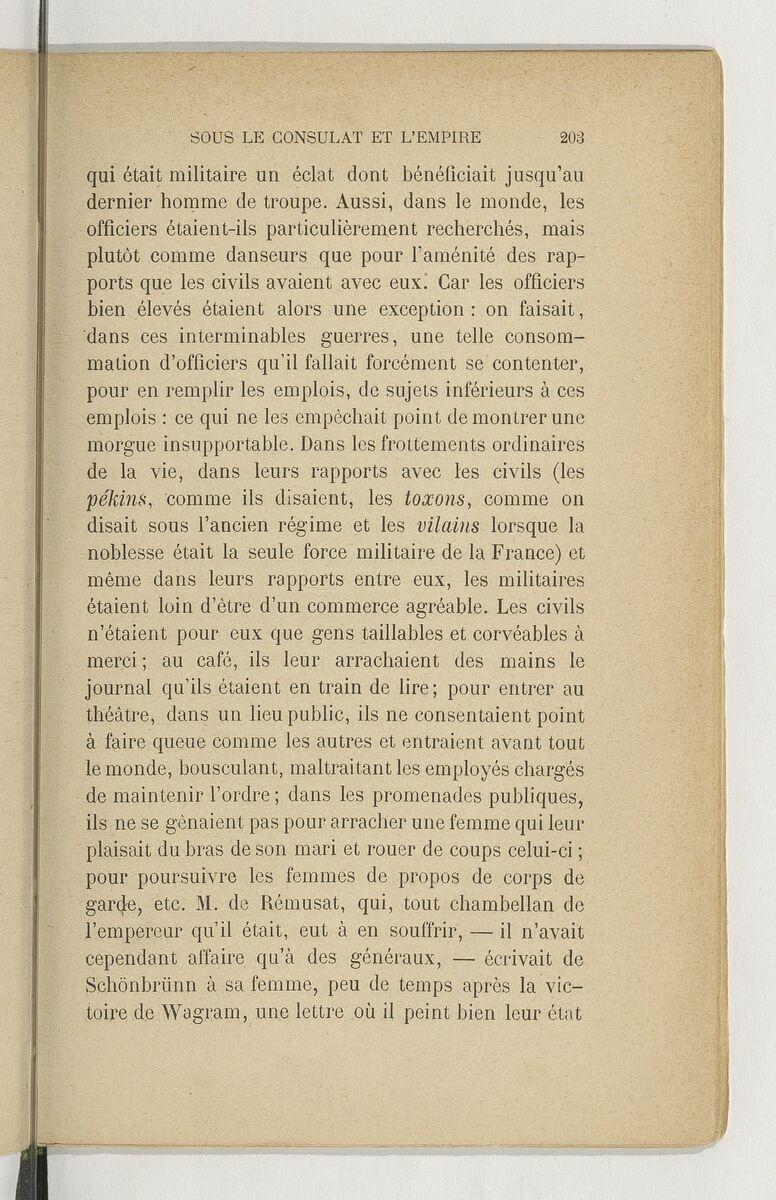 SOUS LE CONSULAT ET L'EMPIRE 203
qui était militaire un éclat dont bénéficiait jusqu'au
dernier homme de troupe. Aussi, dans le monde, les
officiers étaient-ils particulièrement recherchés, mais
plutôt comme danseurs que pour l'aménité des rap-
ports que les civils avaient avec eux. Car les officiers
bien élevés étaient alors une exception : on faisait,
dans ces interminables guerres, une telle consom-
mation d'officiers qu'il fallait forcément se contenter,
pour en remplir les emplois, de sujets inférieurs à ces
emplois : ce qui ne les empêchait point de montrer une
morgue insupportable. Dans les frottements ordinaires
de la vie, dans leurs rapports avec les civils (les
pékins, comme ils disaient, les toxons, comme on
disait sous l'ancien régime et les vilains lorsque la
noblesse était la seule force militaire de la France) et
même dans leurs rapports entre eux, les militaires
étaient loin d'être d'un commerce agréable. Les civils
n'étaient pour eux que gens taillables et corvéables à
merci ; au café, ils leur arrachaient des mains le
journal qu'ils étaient en train de lire ; pour entrer au
théâtre, dans un lieu public, ils ne consentaient point
à faire queue comme les autres et entraient avant tout
le monde, bousculant, maltraitant les employés chargés
de maintenir l'ordre ; dans les promenades publiques,
ils ne se gênaient pas pour arracher une femme qui leur
plaisait du bras de son mari et rouer de coups celui-ci ;
pour poursuivre les femmes de propos de corps de
garde, etc. M. de Rémusat, qui, tout chambellan de
l'empereur qu'il était, eut à en souffrir, — il n'avait
cependant affaire qu'à des généraux, — écrivait de
Schönbrünn à sa femme, peu de temps après la vic-
toire de Wagram, une lettre où il peint bien leur état